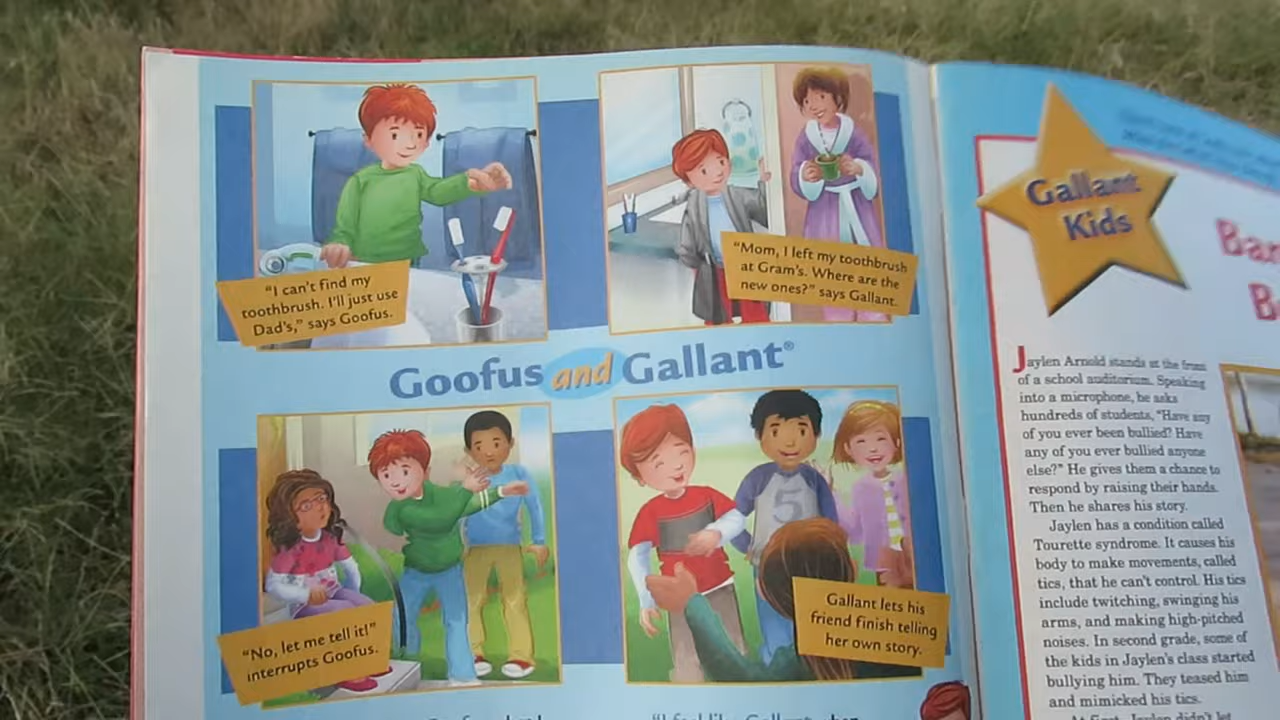 "I can't find my
toothbrush. I'll just use
Dad's," says Goofus.
"Mom, I left my toothbrush
at Gram's. Where are the
new ones?" says Gallant.
Goofus and Gallant®
"No, let me tell it!"
interrupts Goofus.
5
Gallant lets his
friend finish telling
her own story.
Gallant
Kids
Jaylen Arnold stands at the front
of a school auditorium. Speaking
into a microphone, he asks
hundreds of students, "Have any
of you ever been bullied? Have
any of you ever bullied anyone
else?" He gives them a chance to
respond by raising their hands.
Then he shares his story.
Jaylen has a condition called
Tourette syndrome. It causes his
body to make movements, called
tics, that he can't control. His tics
include twitching, swinging his
arms, and making high-pitched
noises. In second grade, some of
the kids in Jaylen's class started
bullying him. They teased him
and mimicked his tics.